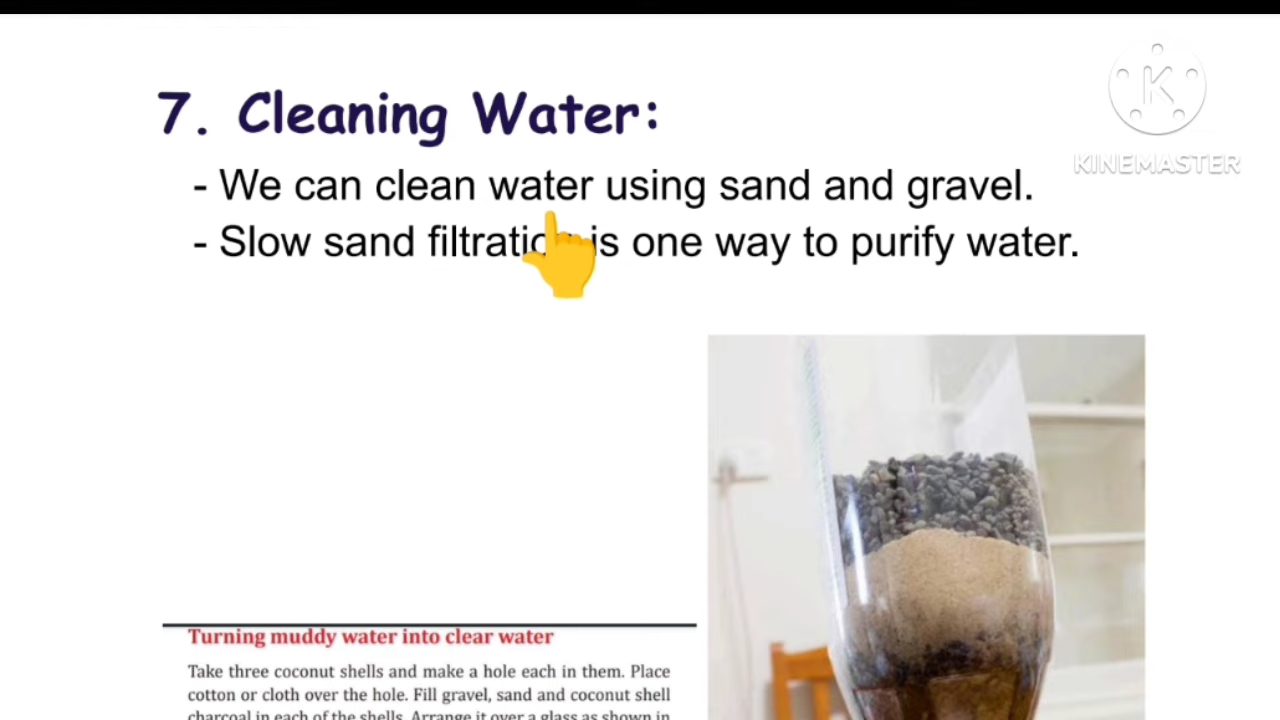 7. Cleaning Water:
- We can clean water using sand and gravel.
- Slow sand filtration is one way to purify water.
Turning muddy water into clear water
Take three coconut shells and make a hole each in them. Place
cotton or cloth over the hole. Fill gravel, sand and coconut shell
charcoal in each of the shells. Arrange it over a glass as shown in
K
KINEMASTER